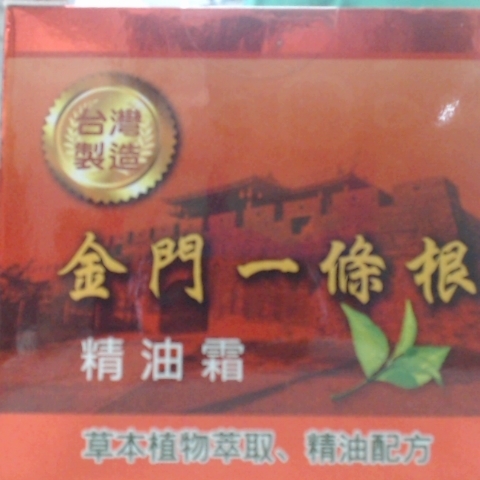 台灣
製造
金門一條根
精油霜
草本植物萃取、精油配方